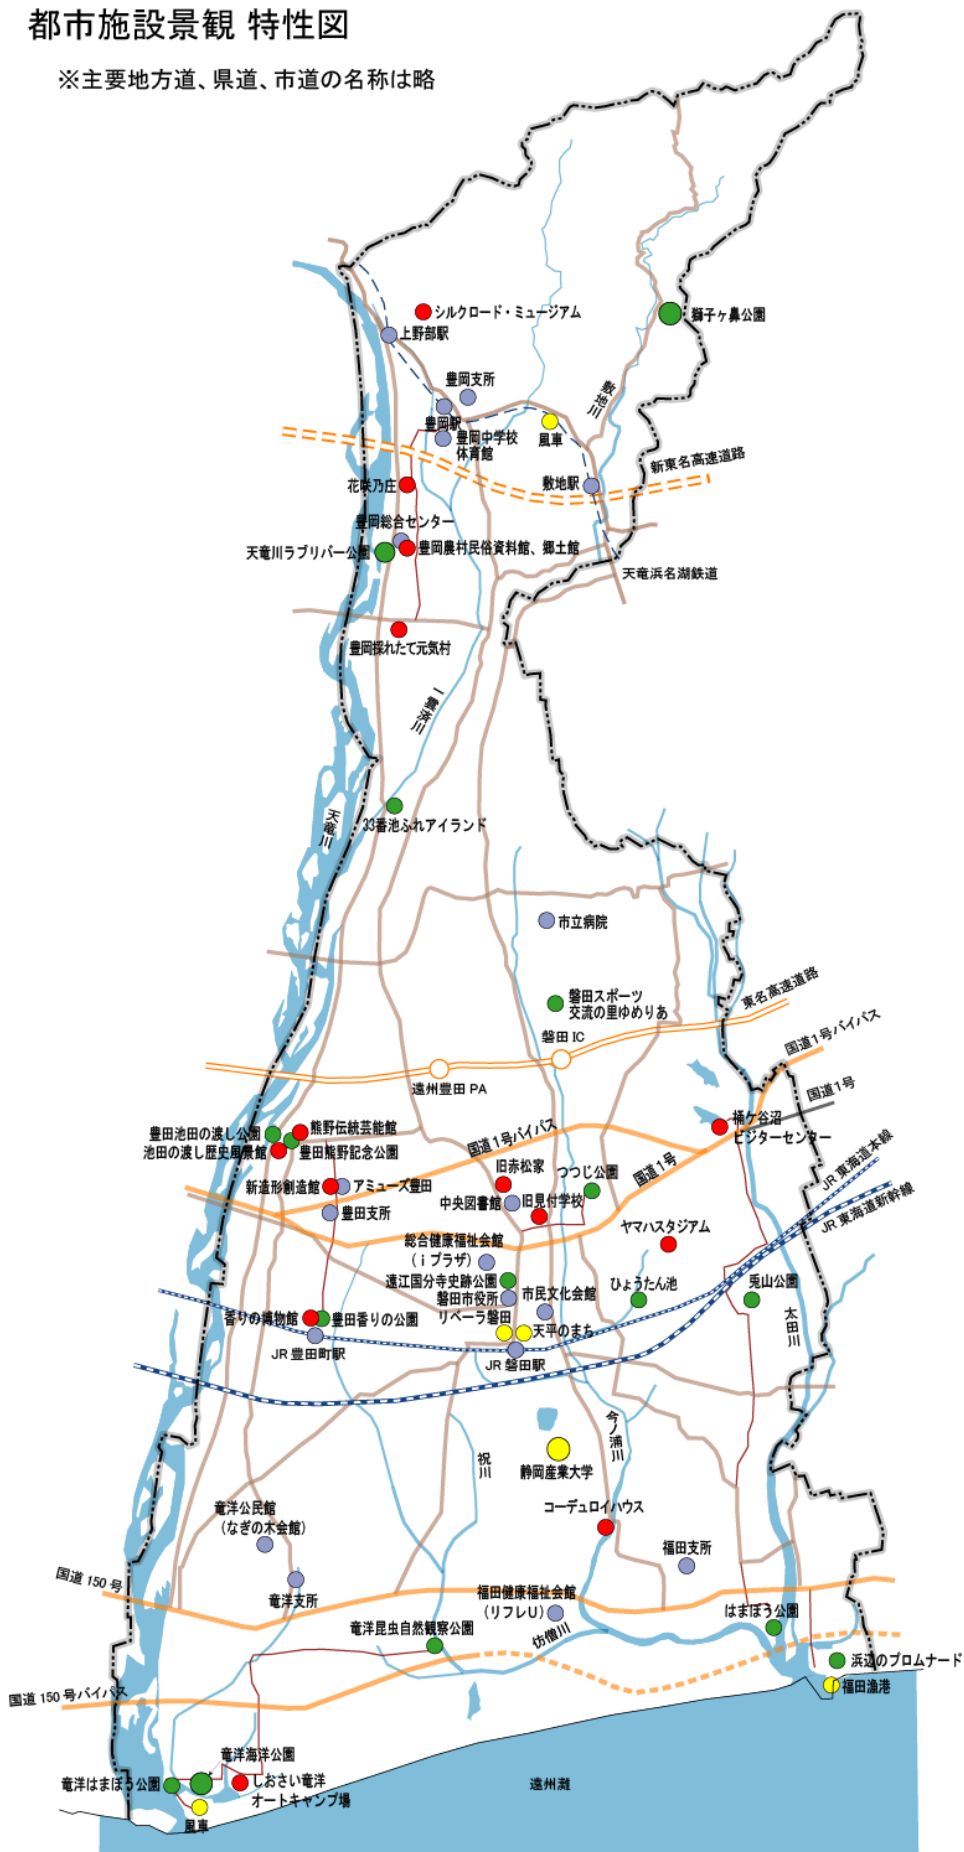 都市施設景観 特性図
※主要地方道、県道、市道の名称は略
シルクロード・ミュージアム
獅子ヶ鼻公園
上野部駅
豊岡支所
敷地川
豊岡駅
風車
豊岡中学校
体育館
新東名高速道路
花咲乃庄
敷地駅
豊岡総合センター
天竜川ラブリバー公園
豊岡農村民俗資料館、郷土館
天竜浜名湖鉄道
豊岡採れたて元気村
一雲済川
天竜川
33番池ふれアイランド
市立病院
磐田スポーツ
交流の里ゆめりあ
東名高速道路
磐田 IC
国道1号バイパス
遠州豊田 PA
国道1号
桶ケ谷沼
ビジターセンター
熊野伝統芸能館
豊田池田の渡し公園
池田の渡し歴史風景館
豊田熊野記念公園
国道1号バイパス
JR 東海道本線
旧赤松家
つつじ公園
国道1号
新造形創造館
アミューズ豊田
中央図書館
旧見付学校
JR 東海道新幹線
豊田支所
ヤマハスタジアム
総合健康福祉会館
(iプラザ)
遠江国分寺史跡公園
ひょうたん池
兎山公園
磐田市役所
市民文化会館
香りの博物館
豊田香りの公園
リベーラ磐田
天平のまち
太田川
JR 豊田町駅
JR 磐田駅
今ノ浦川
祝川
静岡産業大学
竜洋公民館
(なぎの木会館)
コーデュロイハウス
福田支所
国道 150 号
竜洋支所
福田健康福祉会館
(リフレU)
はまぼう公園
竜洋昆虫自然観察公園
仿僧川
浜辺のプロムナード
国道 150 号バイパス
福田漁港
竜洋海洋公園
竜洋はまぼう公園
しおさい竜洋
オートキャンプ場
遠州灘
風車